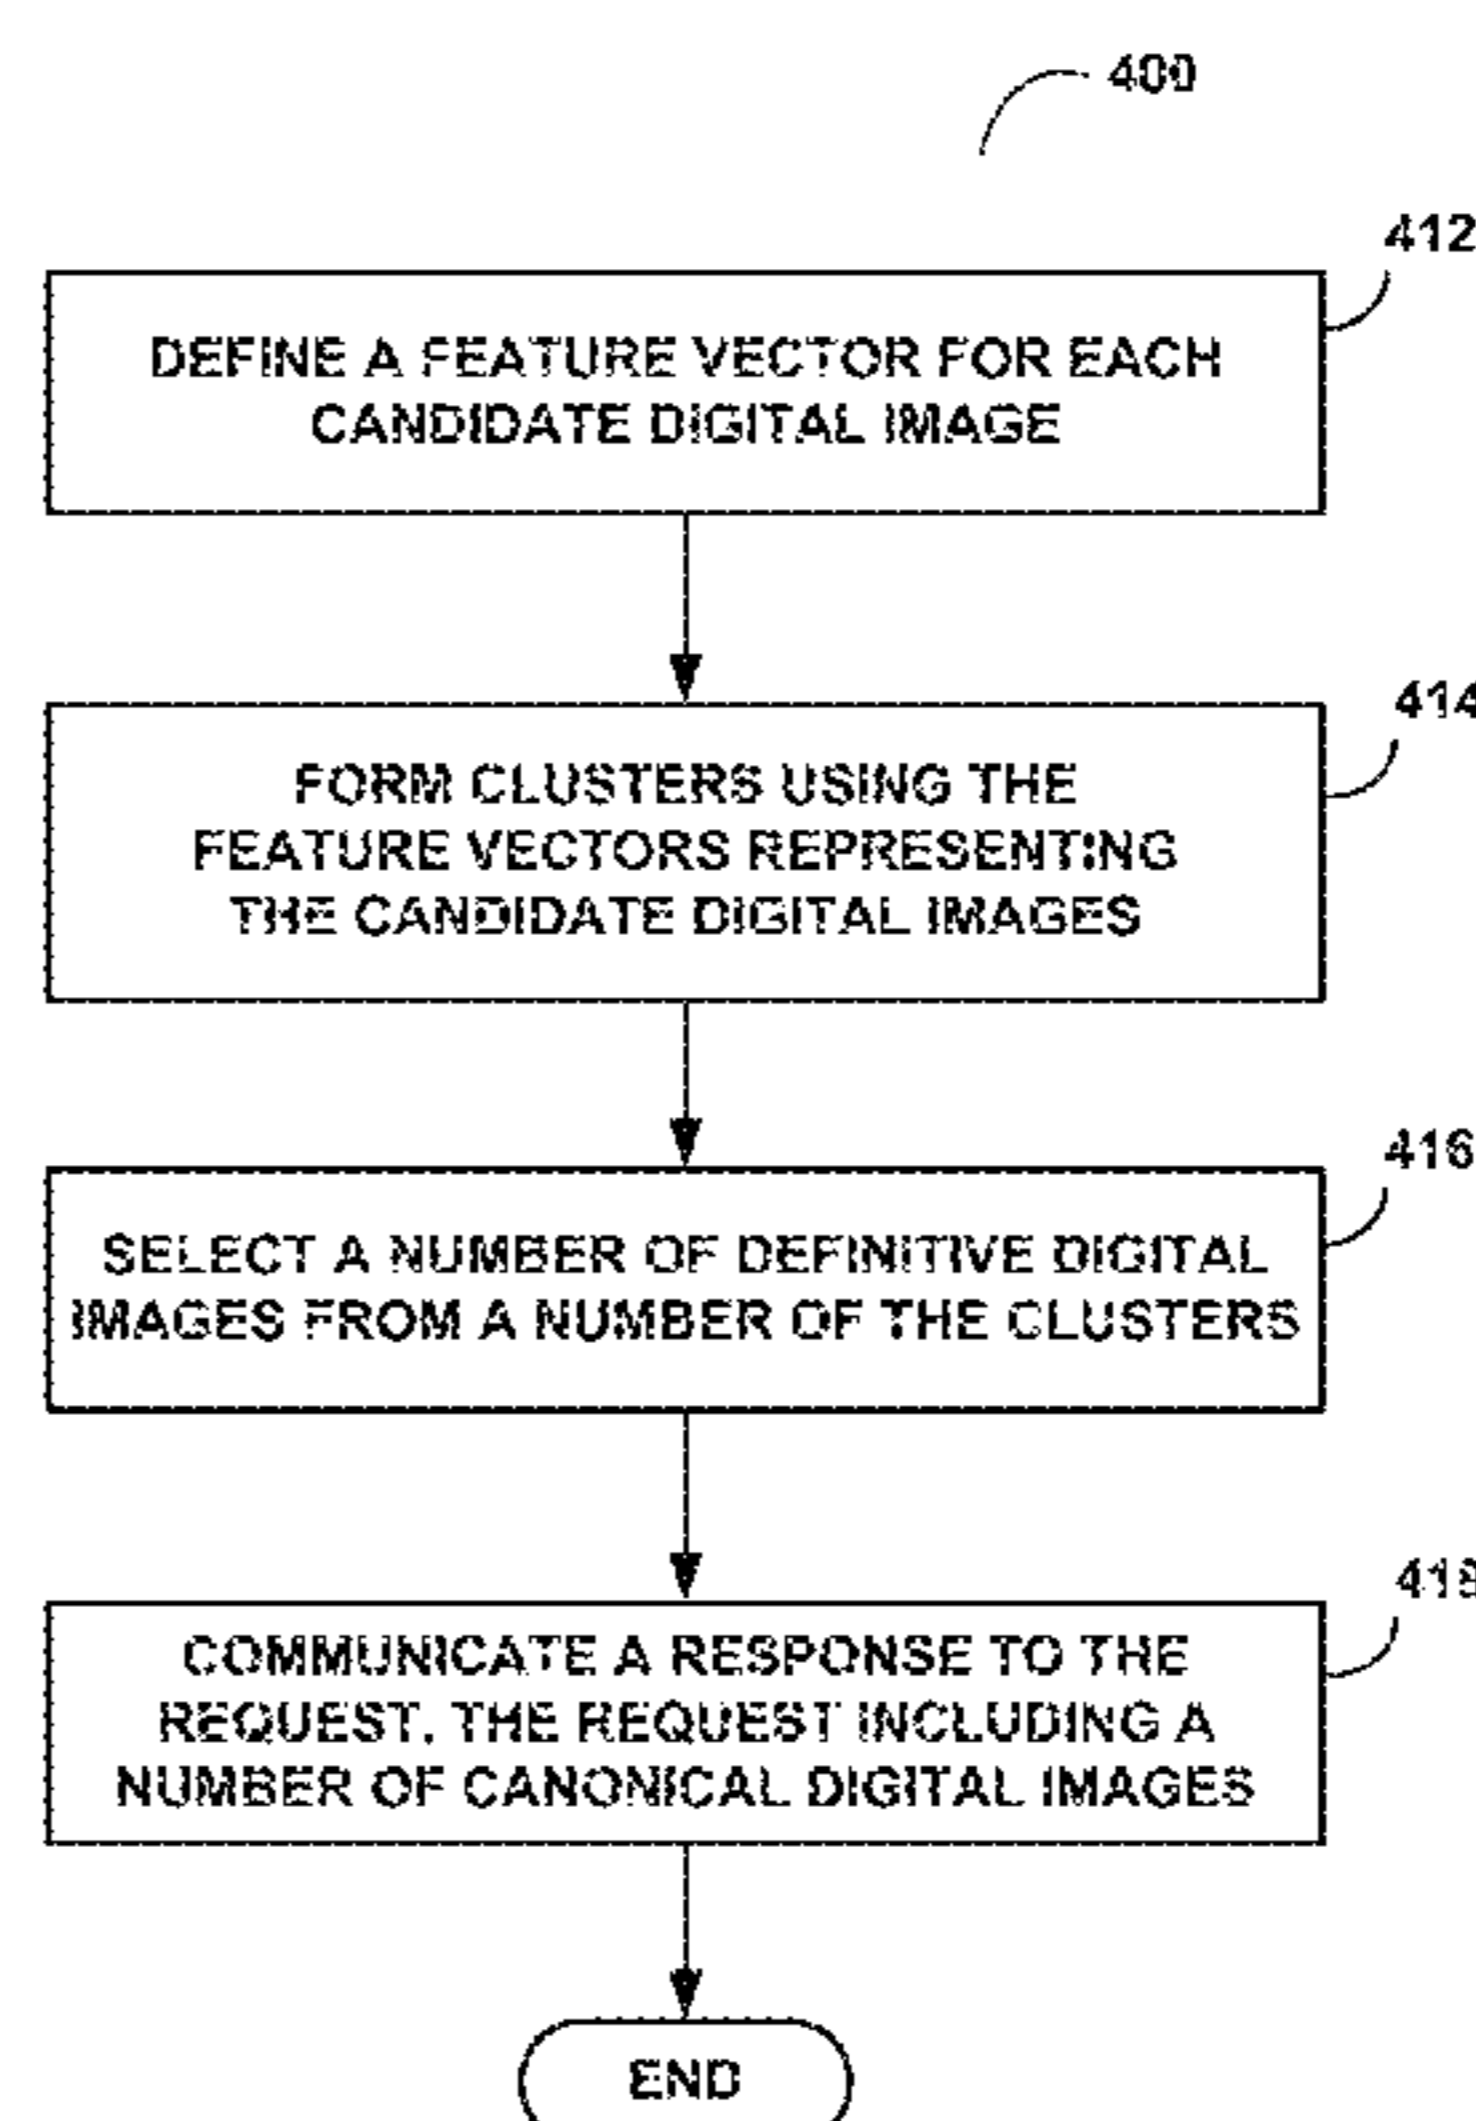 400
412
DEFINE A FEATURE VECTOR FOR EACH
CANDIDATE DIGITAL IMAGE
414
FORM CLUSTERS USING THE
FEATURE VECTORS REPRESENTING
THE CANDIDATE DIGITAL IMAGES
416
SELECT A NUMBER OF DEFINITIVE DIGITAL
IMAGES FROM A NUMBER OF THE CLUSTERS
418
COMMUNICATE A RESPONSE TO THE
REQUEST, THE REQUEST INCLUDING A
NUMBER OF CANONICAL DIGITAL IMAGES
END